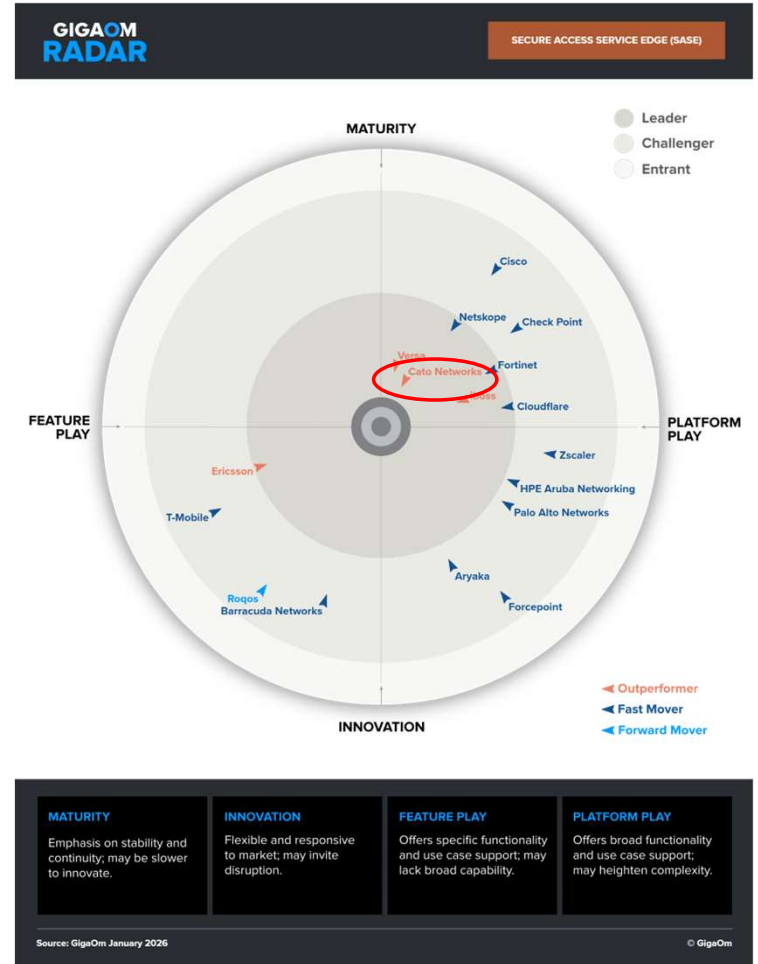 GIGAOM
RADAR
SECURE ACCESS SERVICE EDGE (SASE)
Leader
Challenger
Entrant
MATURITY
Cisco
Netskope
Check Point
Versa
Cato Networks
Fortinet
iboss
Cloudflare
FEATURE
PLAY
PLATFORM
PLAY
Zscaler
Ericsson
HPE Aruba Networking
T-Mobile
Palo Alto Networks
Aryaka
Roqos
Forcepoint
Barracuda Networks
Outperformer
Fast Mover
Forward Mover
INNOVATION
MATURITY
Emphasis on stability and
continuity; may be slower
to innovate.
INNOVATION
Flexible and responsive
to market; may invite
disruption.
FEATURE PLAY
Offers specific functionality
and use case support; may
lack broad capability.
PLATFORM PLAY
Offers broad functionality
and use case support;
may heighten complexity.
Source: GigaOm January 2026
© GigaOm